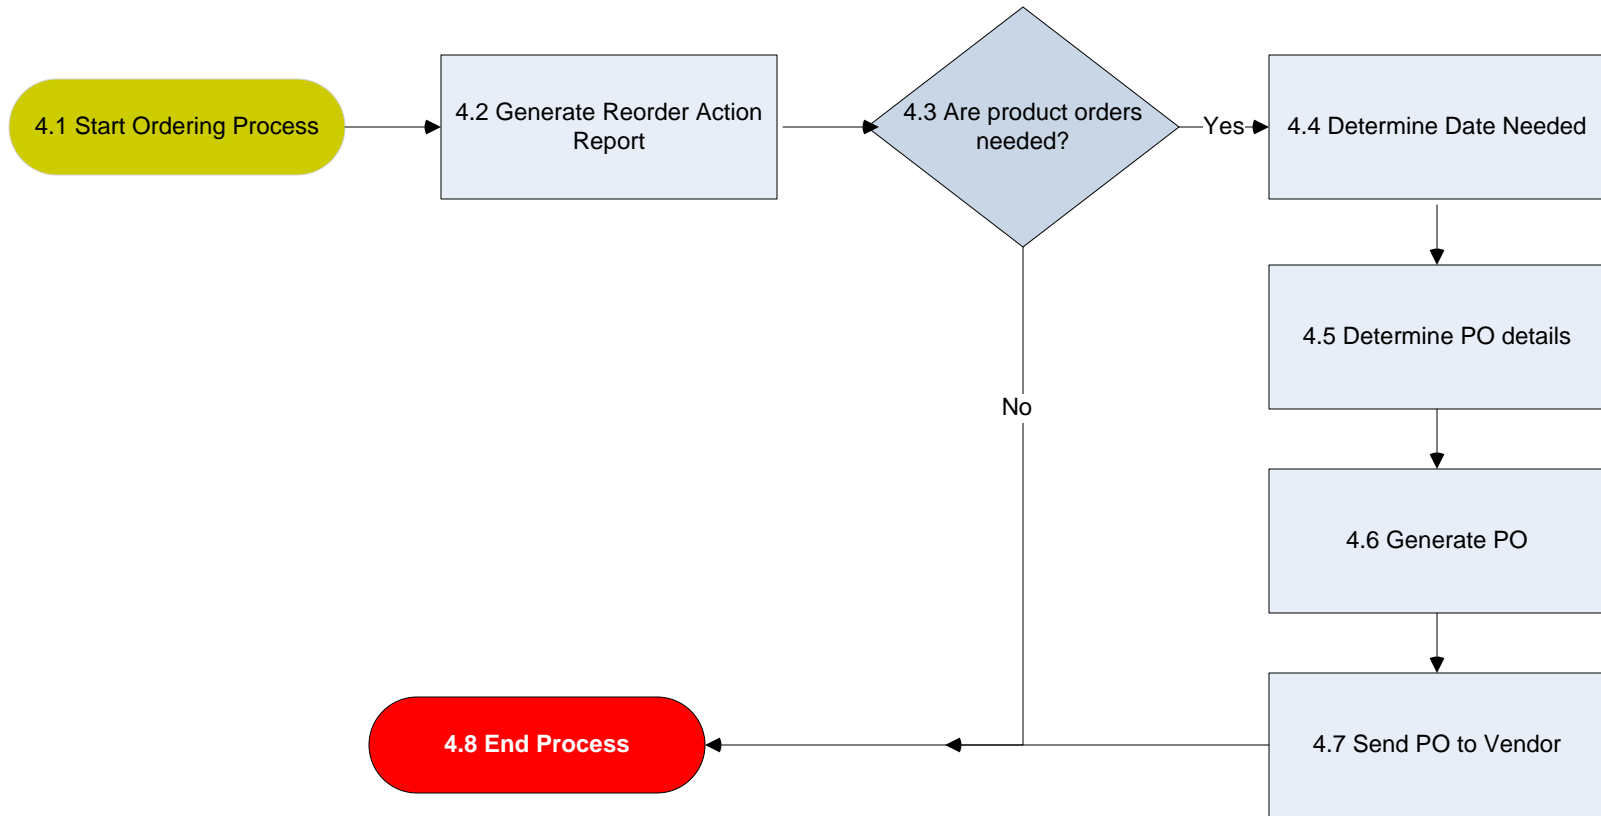 4.1 Start Ordering Process
4.2 Generate Reorder Action
Report
4.3 Are product orders
needed?
Yes
4.4 Determine Date Needed
4.5 Determine PO details
No
4.6 Generate PO
4.7 Send PO to Vendor
4.8 End Process